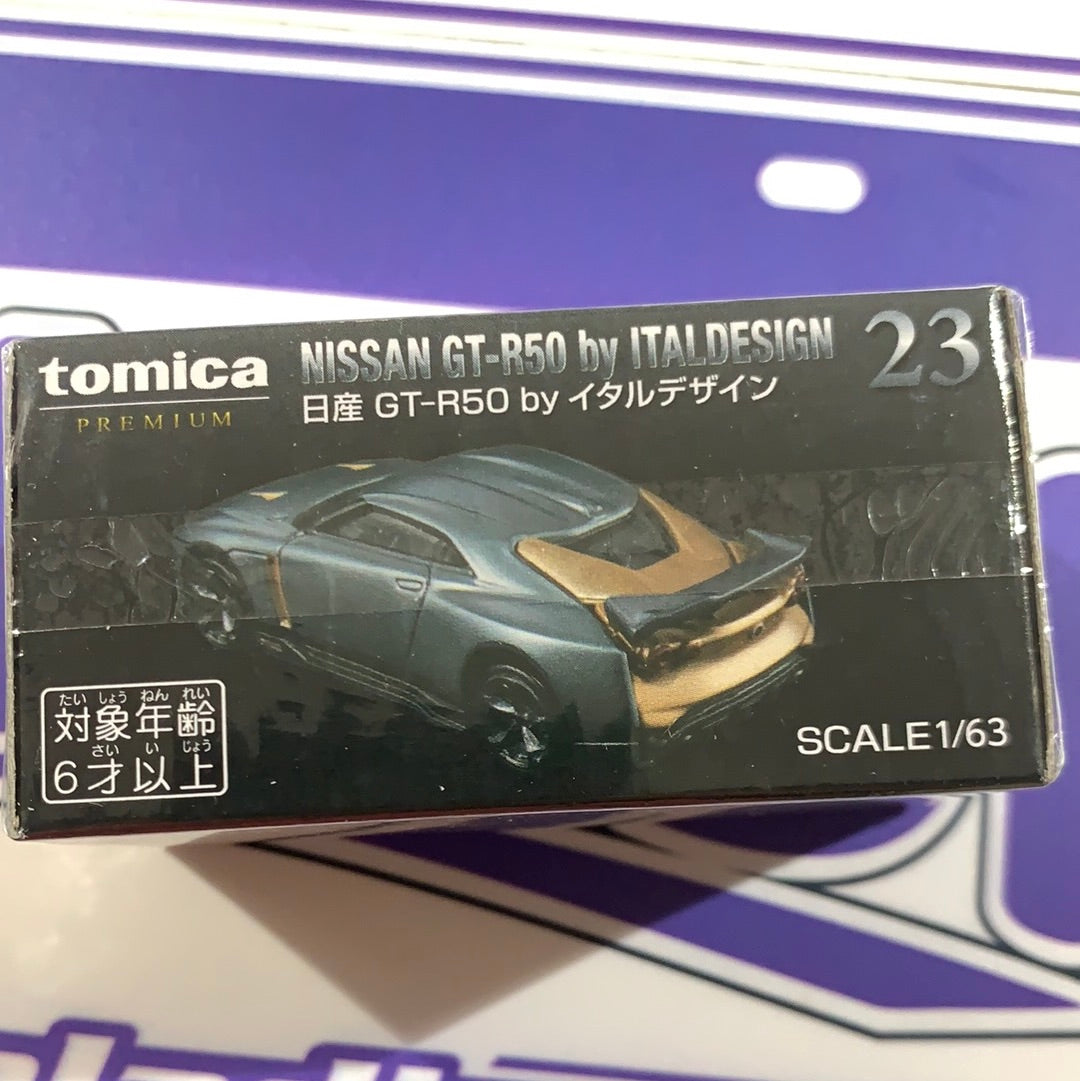 tomica
PREMIUM
NISSAN GT-R50 by ITALDESIGN
日産 GT-R50 by イタルデザイン
23
たいしょうねんれい
対象年齢
さい い じょう
6才以上
SCALE1/63